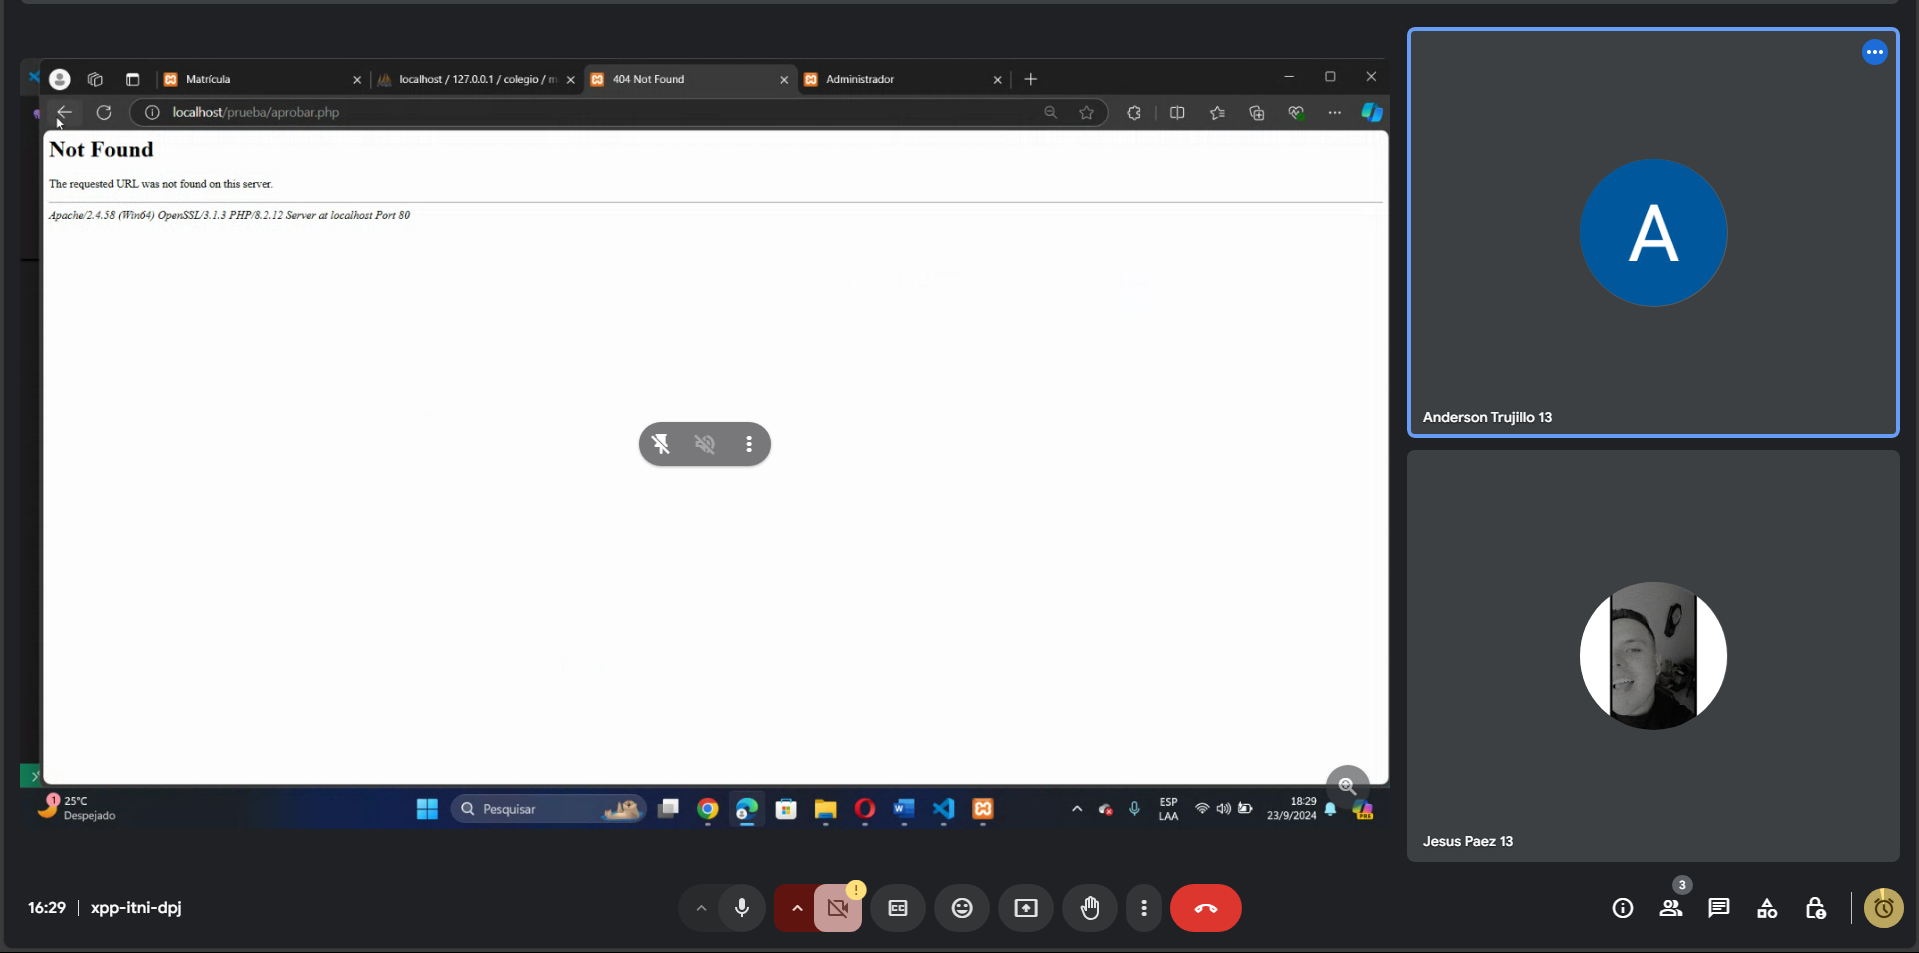 Matrícula
localhost / 127.0.0.1 / colegio / m
404 Not Found
Administrador
localhost/prueba/aprobar.php
Not Found
The requested URL was not found on this server.
Apache/2.4.58 (Win64) OpenSSL/3.1.3 PHP/8.2.12 Server at localhost Port 80
A
Anderson Trujillo 13
Jesus Paez 13
1
25°C
Despejado
Pesquisar
ESP
LAA
18:29
23/9/2024
PRE
16:29
xpp-itni-dpj
!
CC
3